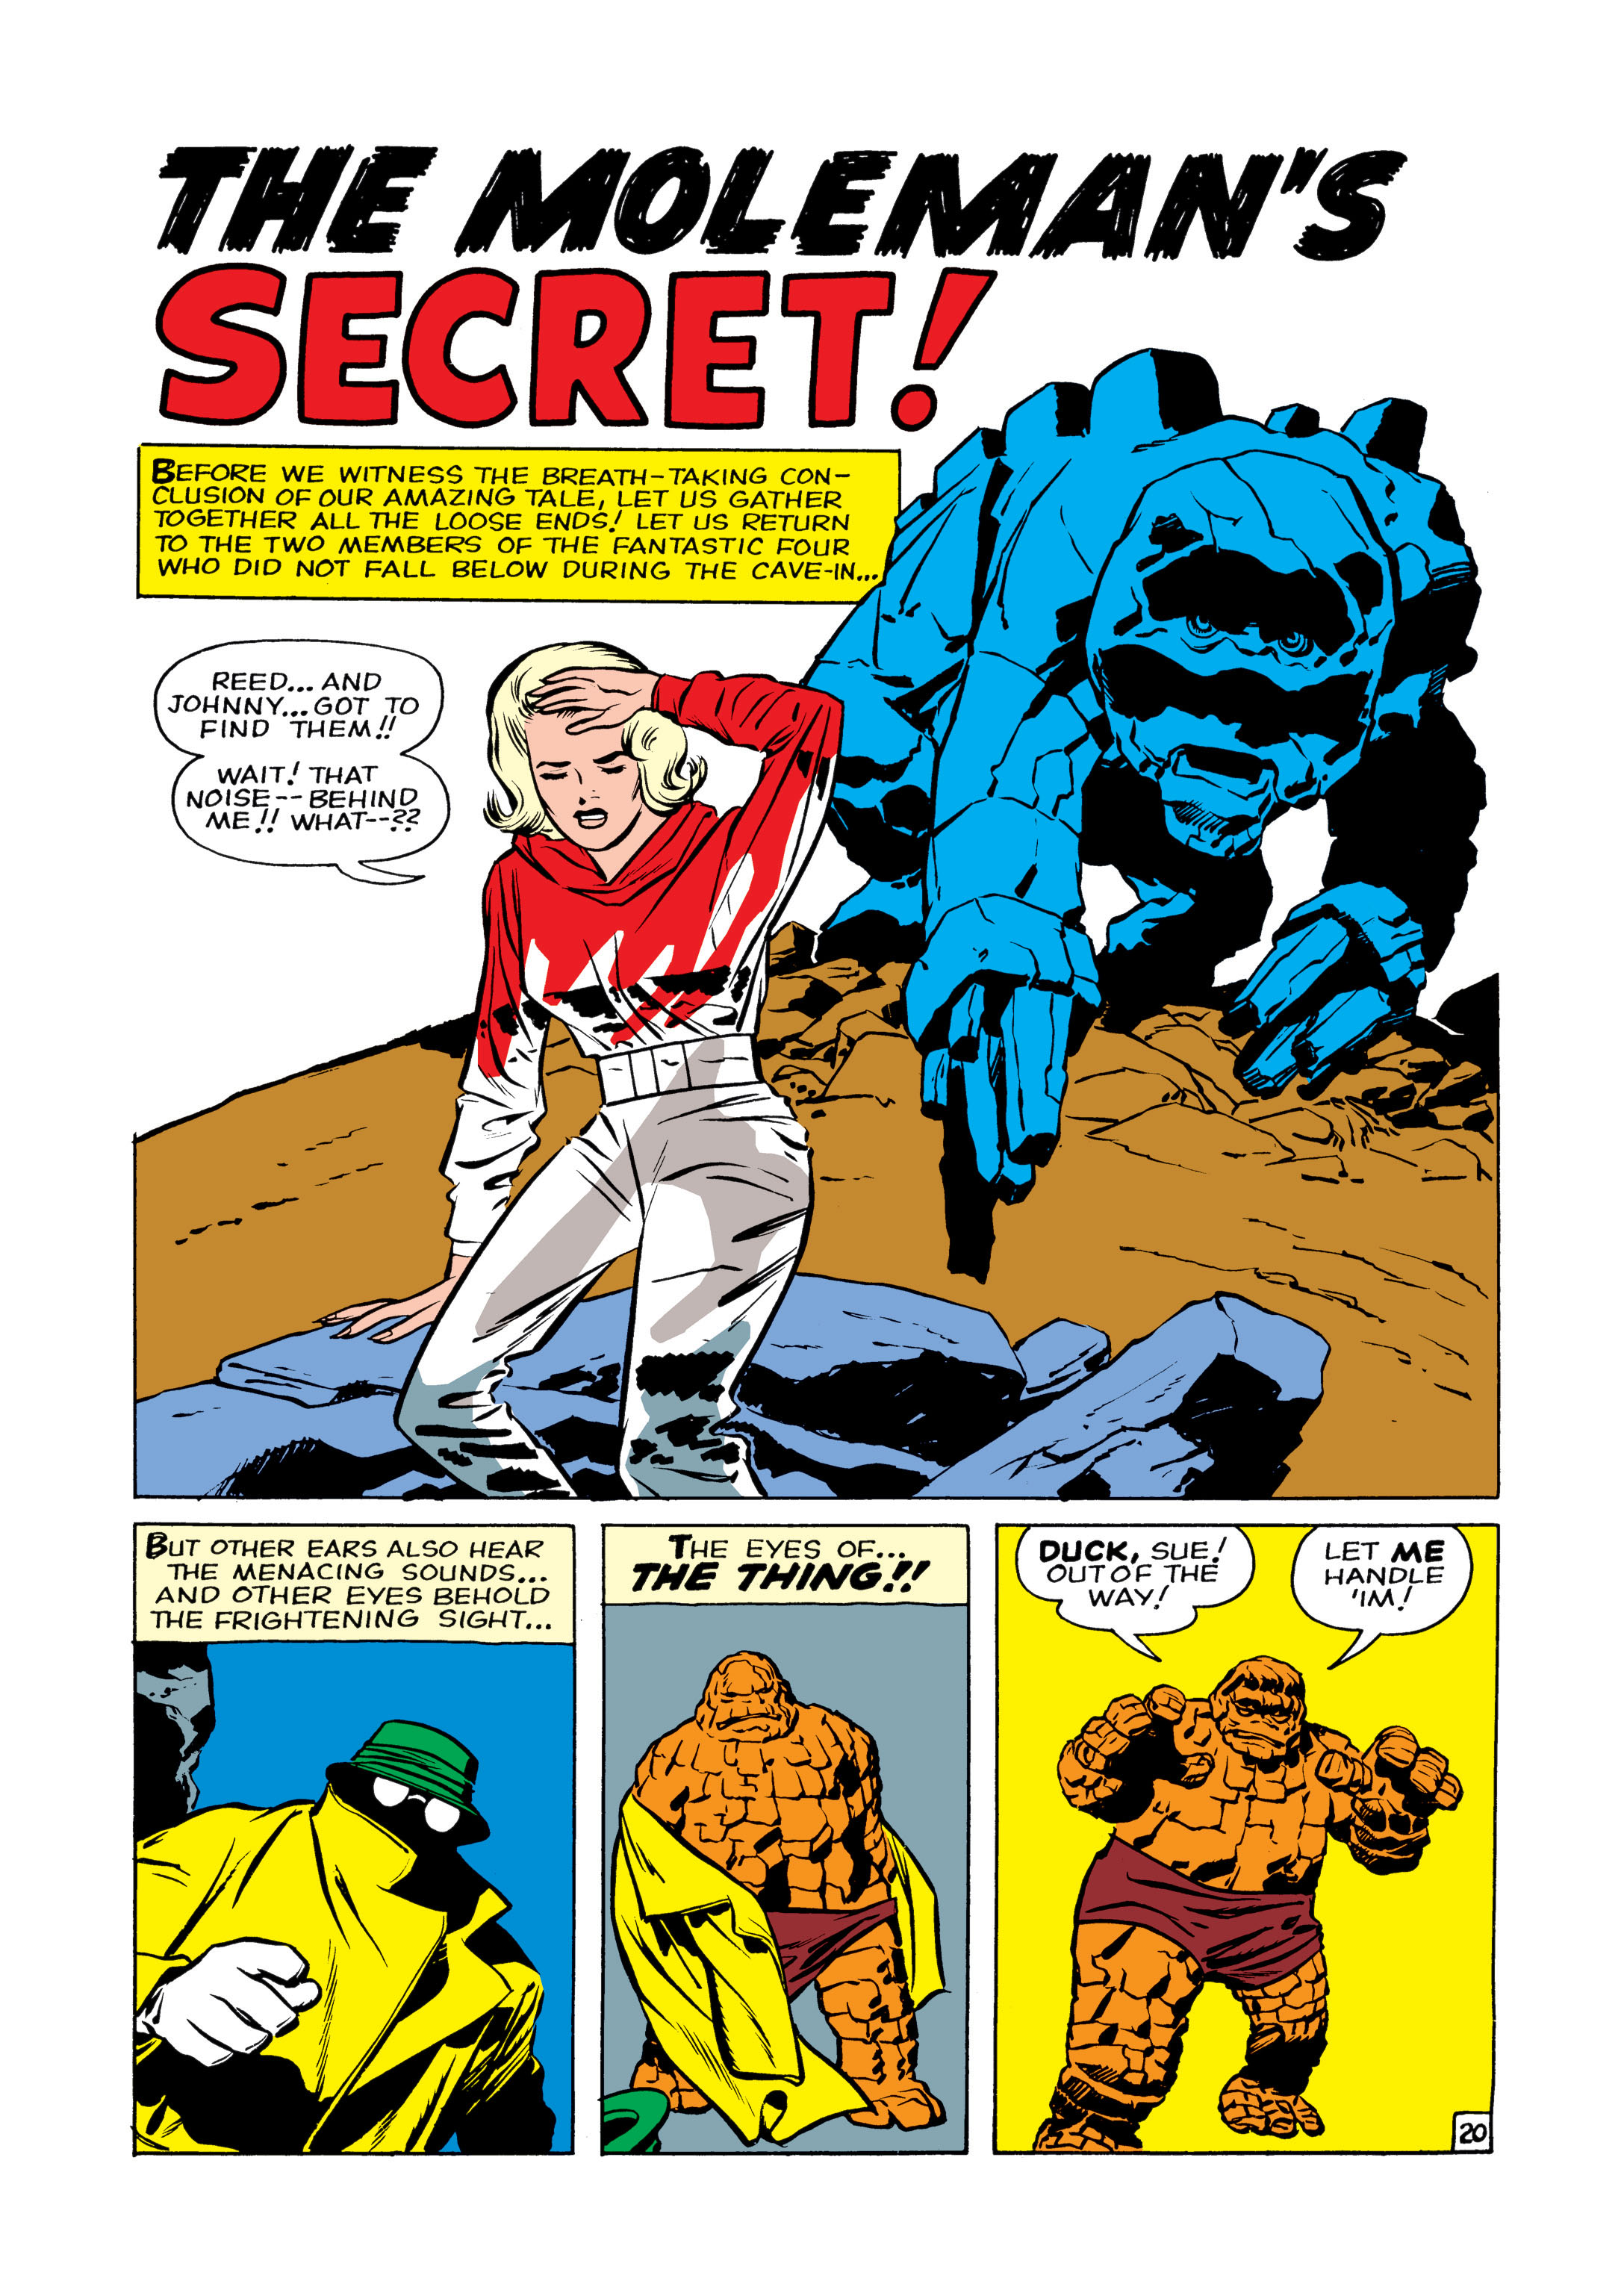 THE MOLEMAN'S
SECRET!
BEFORE WE WITNESS THE BREATH-TAKING CON-
CLUSION OF OUR AMAZING TALE, LET US GATHER
TOGETHER ALL THE LOOSE ENDS! LET US RETURN
TO THE TWO MEMBERS OF THE FANTASTIC FOUR
WHO DID NOT FALL BELOW DURING THE CAVE-IN...
REED... AND
JOHNNY... GOT TO
FIND THEM!!
WAIT! THAT
NOISE-- BEHIND
ME!! WHAT--??
BUT OTHER EARS ALSO HEAR
THE MENACING SOUNDS...
AND OTHER EYES BEHOLD
THE FRIGHTENING SIGHT...
THE EYES OF...
THE THING!!
DUCK, SUE!
OUT OF THE
WAY!
LET ME
HANDLE
'IM!
20